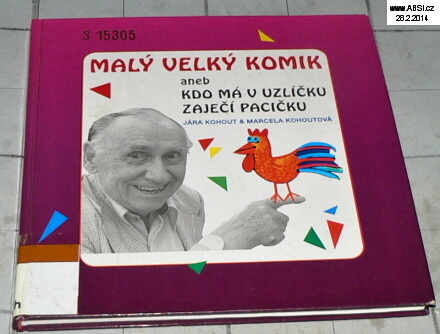 www.ABSI.cz
28.2.2014
S 15305
MALÝ VELKÝ KOMIK
aneb
KDO MÁ V UZLÍČKU
ZAJEČÍ PACIČKU
JÁRA KOHOUT & MARCELA KOHOUTOVÁ
h